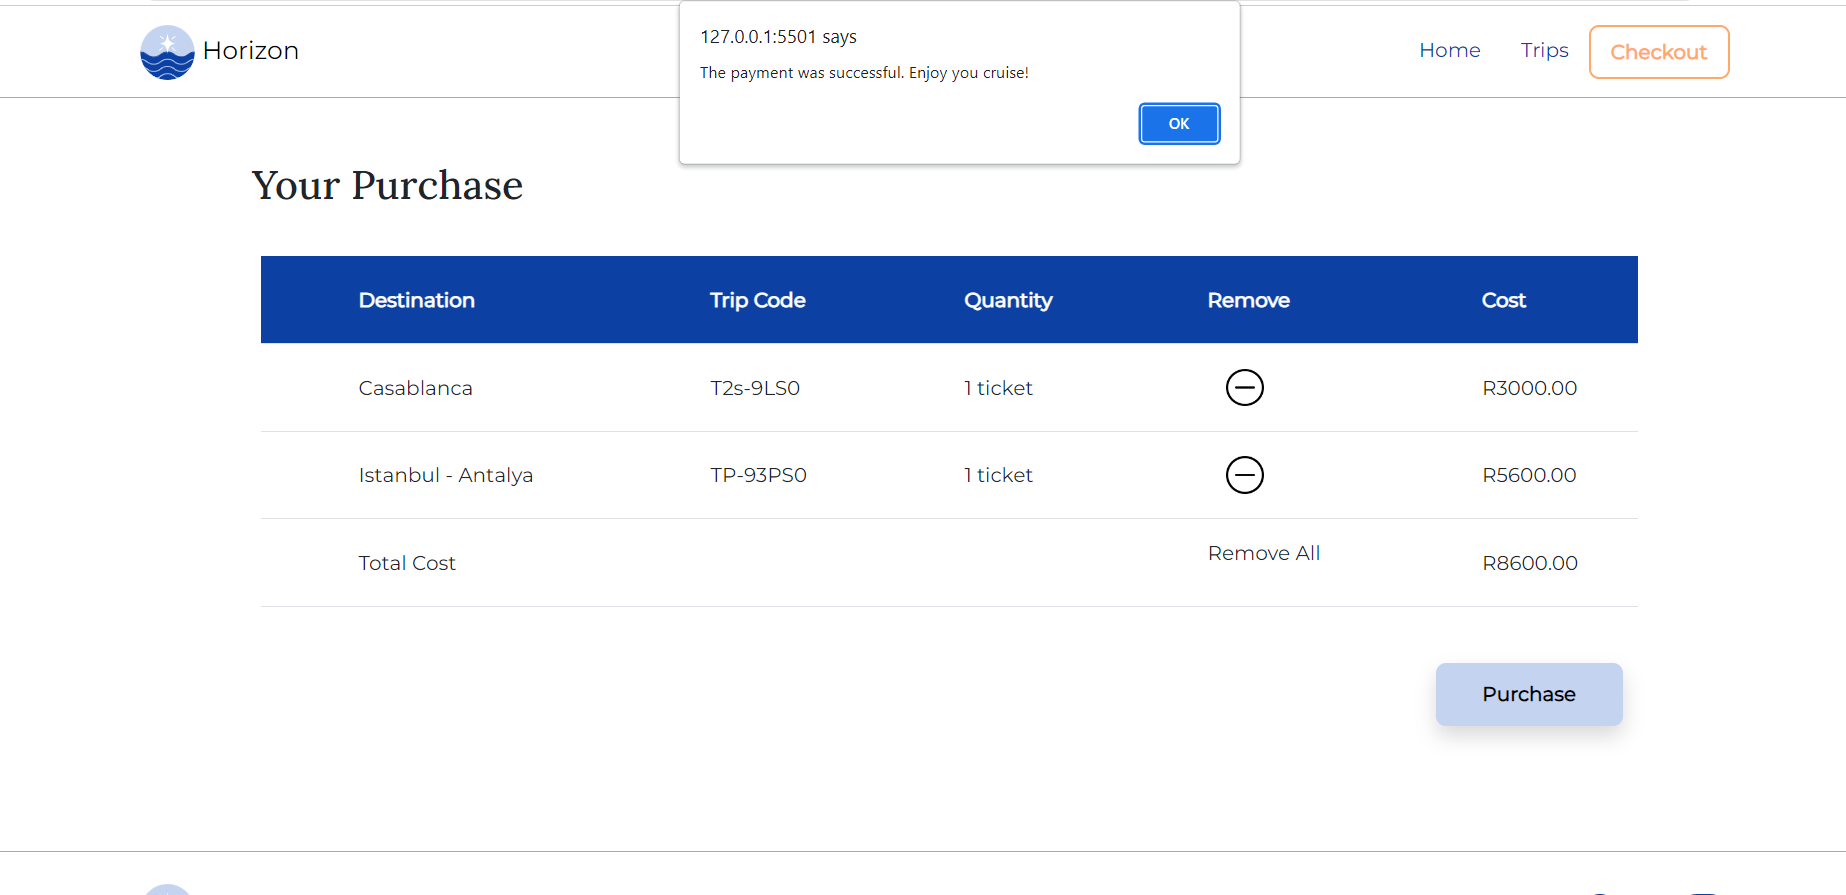 127.0.0.1:5501 says
The payment was successful. Enjoy you cruise!
OK
Horizon
Home Trips Checkout
Your Purchase
Destination Trip Code Quantity Remove Cost
Casablanca T2s-9LS0 1 ticket R3000.00
Istanbul - Antalya TP-93PS0 1 ticket R5600.00
Total Cost Remove All R8600.00
Purchase